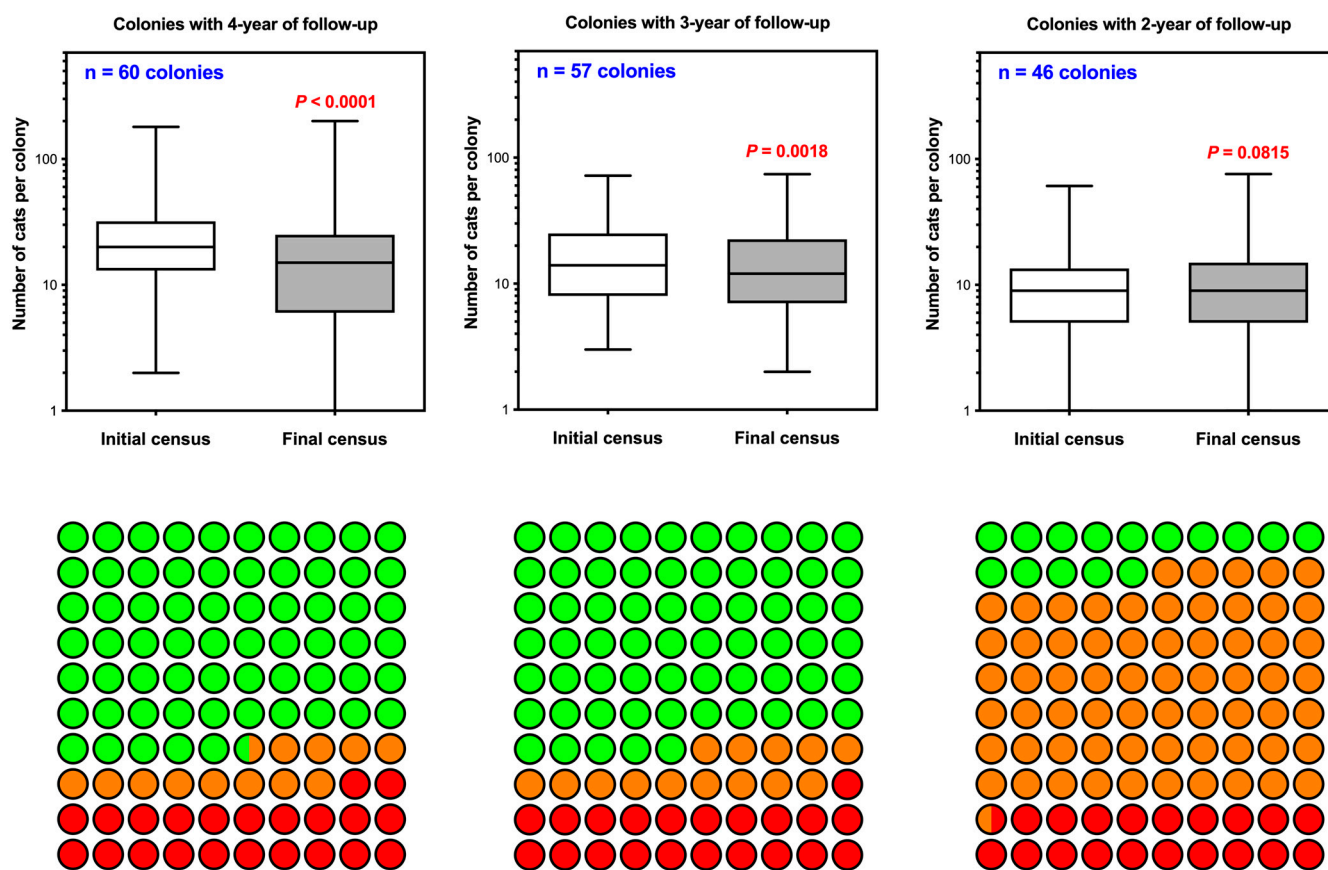 Colonies with 4-year of follow-up
n = 60 colonies
P < 0.0001
Number of cats per colony
100
10
1
Initial census
Final census
Colonies with 3-year of follow-up
n = 57 colonies
P = 0.0018
Number of cats per colony
100
10
1
Initial census
Final census
Colonies with 2-year of follow-up
n = 46 colonies
P = 0.0815
Number of cats per colony
100
10
1
Initial census
Final census